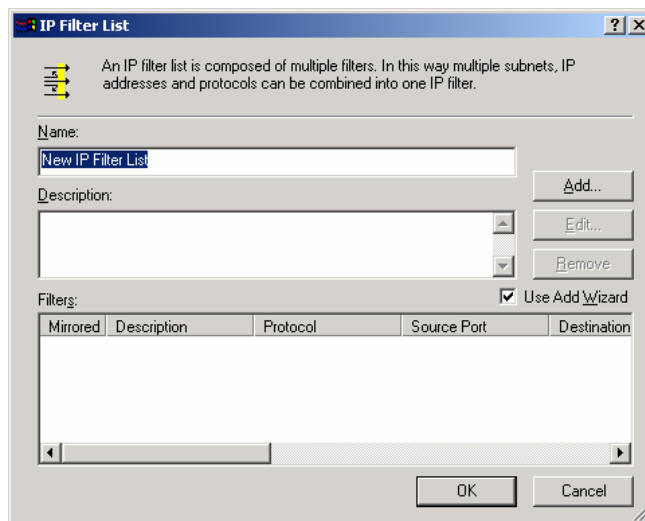 IP Filter List
An IP filter list is composed of multiple filters. In this way multiple subnets, IP
addresses and protocols can be combined into one IP filter.
Name:
New IP Filter List
Add...
Description:
Edit...
Remove
Filters:
Use Add Wizard
Mirrored Description Protocol Source Port Destination
OK Cancel